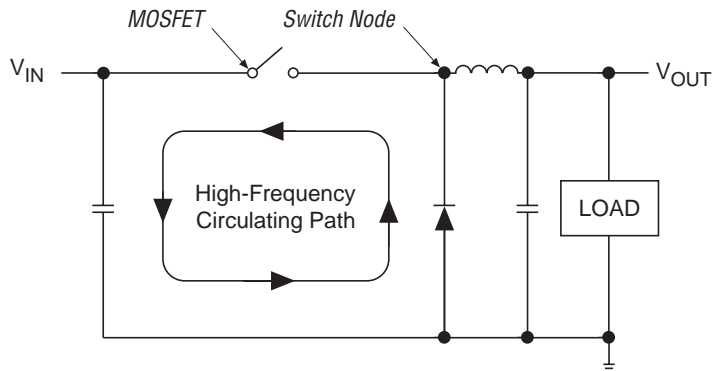 MOSFET
Switch Node
VIN
VOUT
High-Frequency
Circulating Path
LOAD